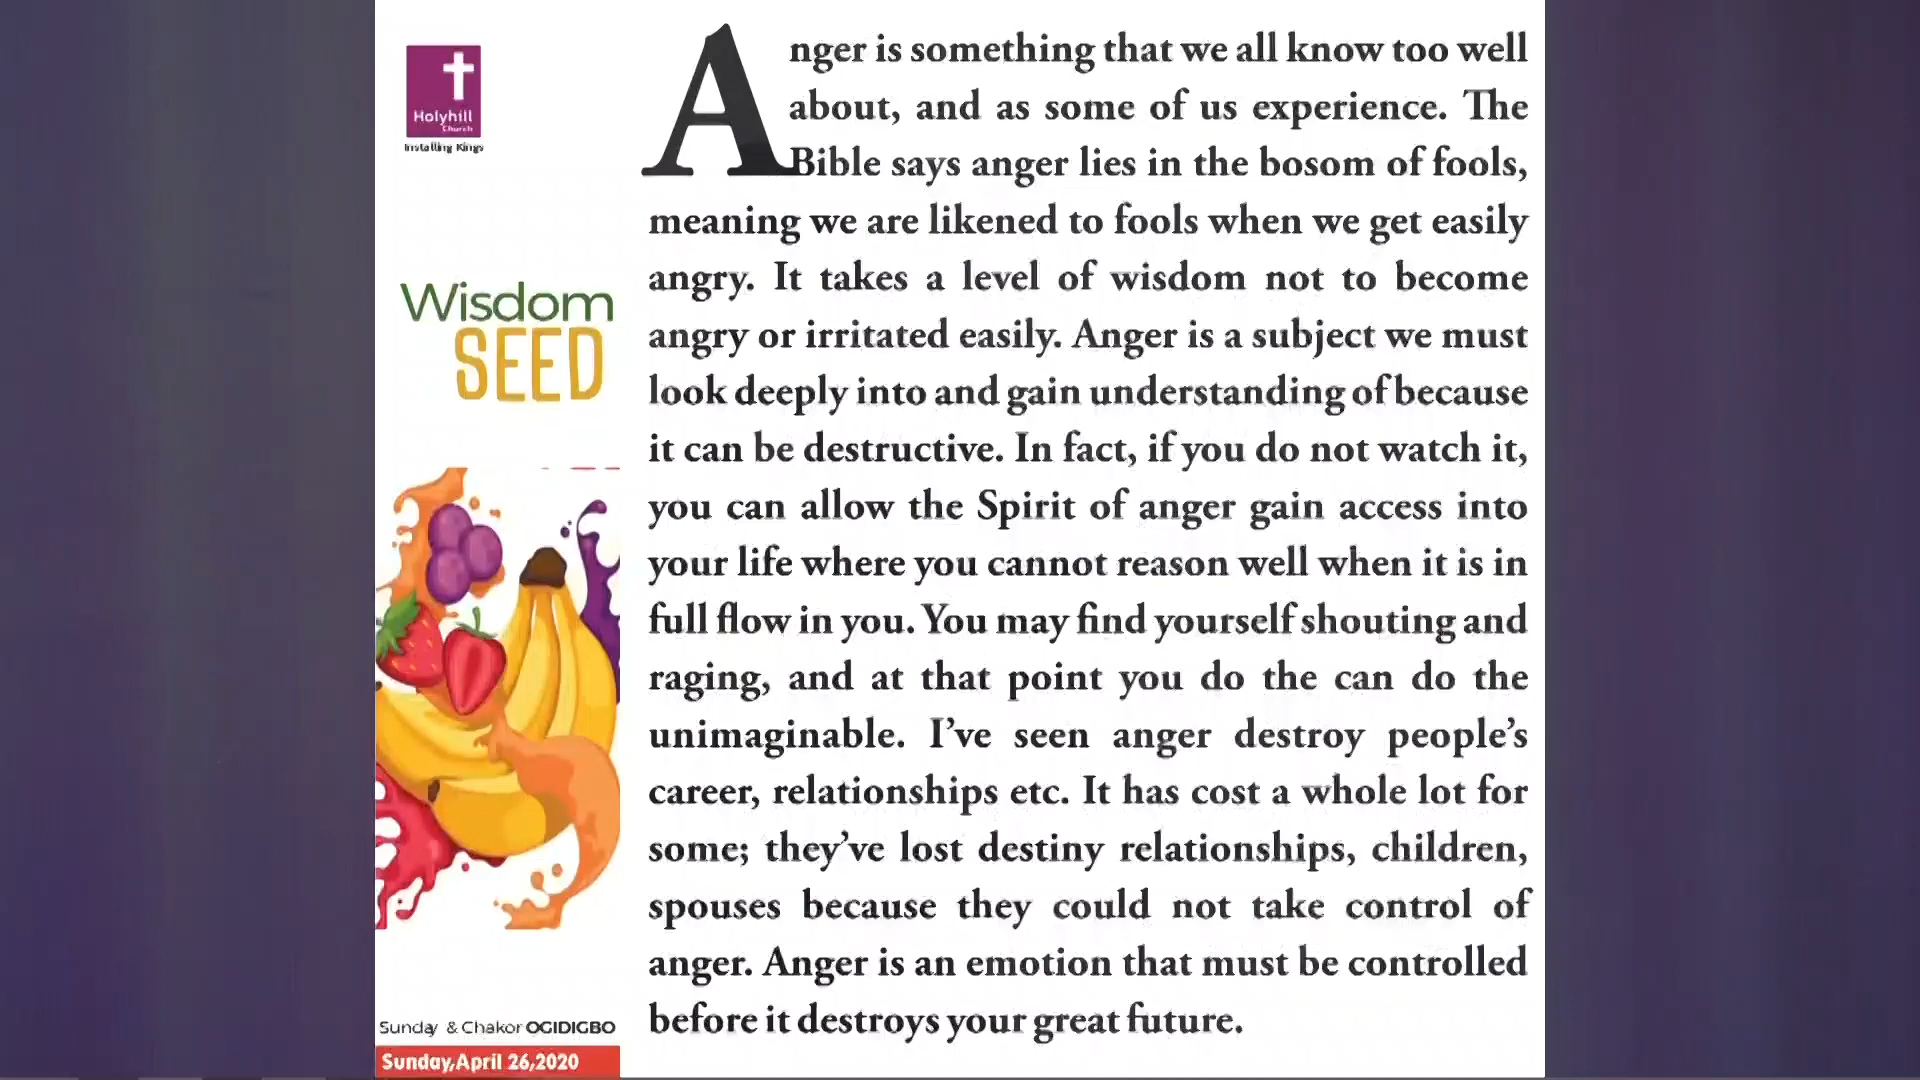 Holyhill
Church
Installing Kings
Wisdom
SEED
Sunday & Chakor OGIDIGBO
Sunday,April 26,2020
Anger is something that we all know too well
about, and as some of us experience. The
Bible says anger lies in the bosom of fools,
meaning we are likened to fools when we get easily
angry. It takes a level of wisdom not to become
angry or irritated easily. Anger is a subject we must
look deeply into and gain understanding of because
it can be destructive. In fact, if you do not watch it,
you can allow the Spirit of anger gain access into
your life where you cannot reason well when it is in
full flow in you. You may find yourself shouting and
raging, and at that point you do the can do the
unimaginable. I’ve seen anger destroy people’s
career, relationships etc. It has cost a whole lot for
some; they’ve lost destiny relationships, children,
spouses because they could not take control of
anger. Anger is an emotion that must be controlled
before it destroys your great future.